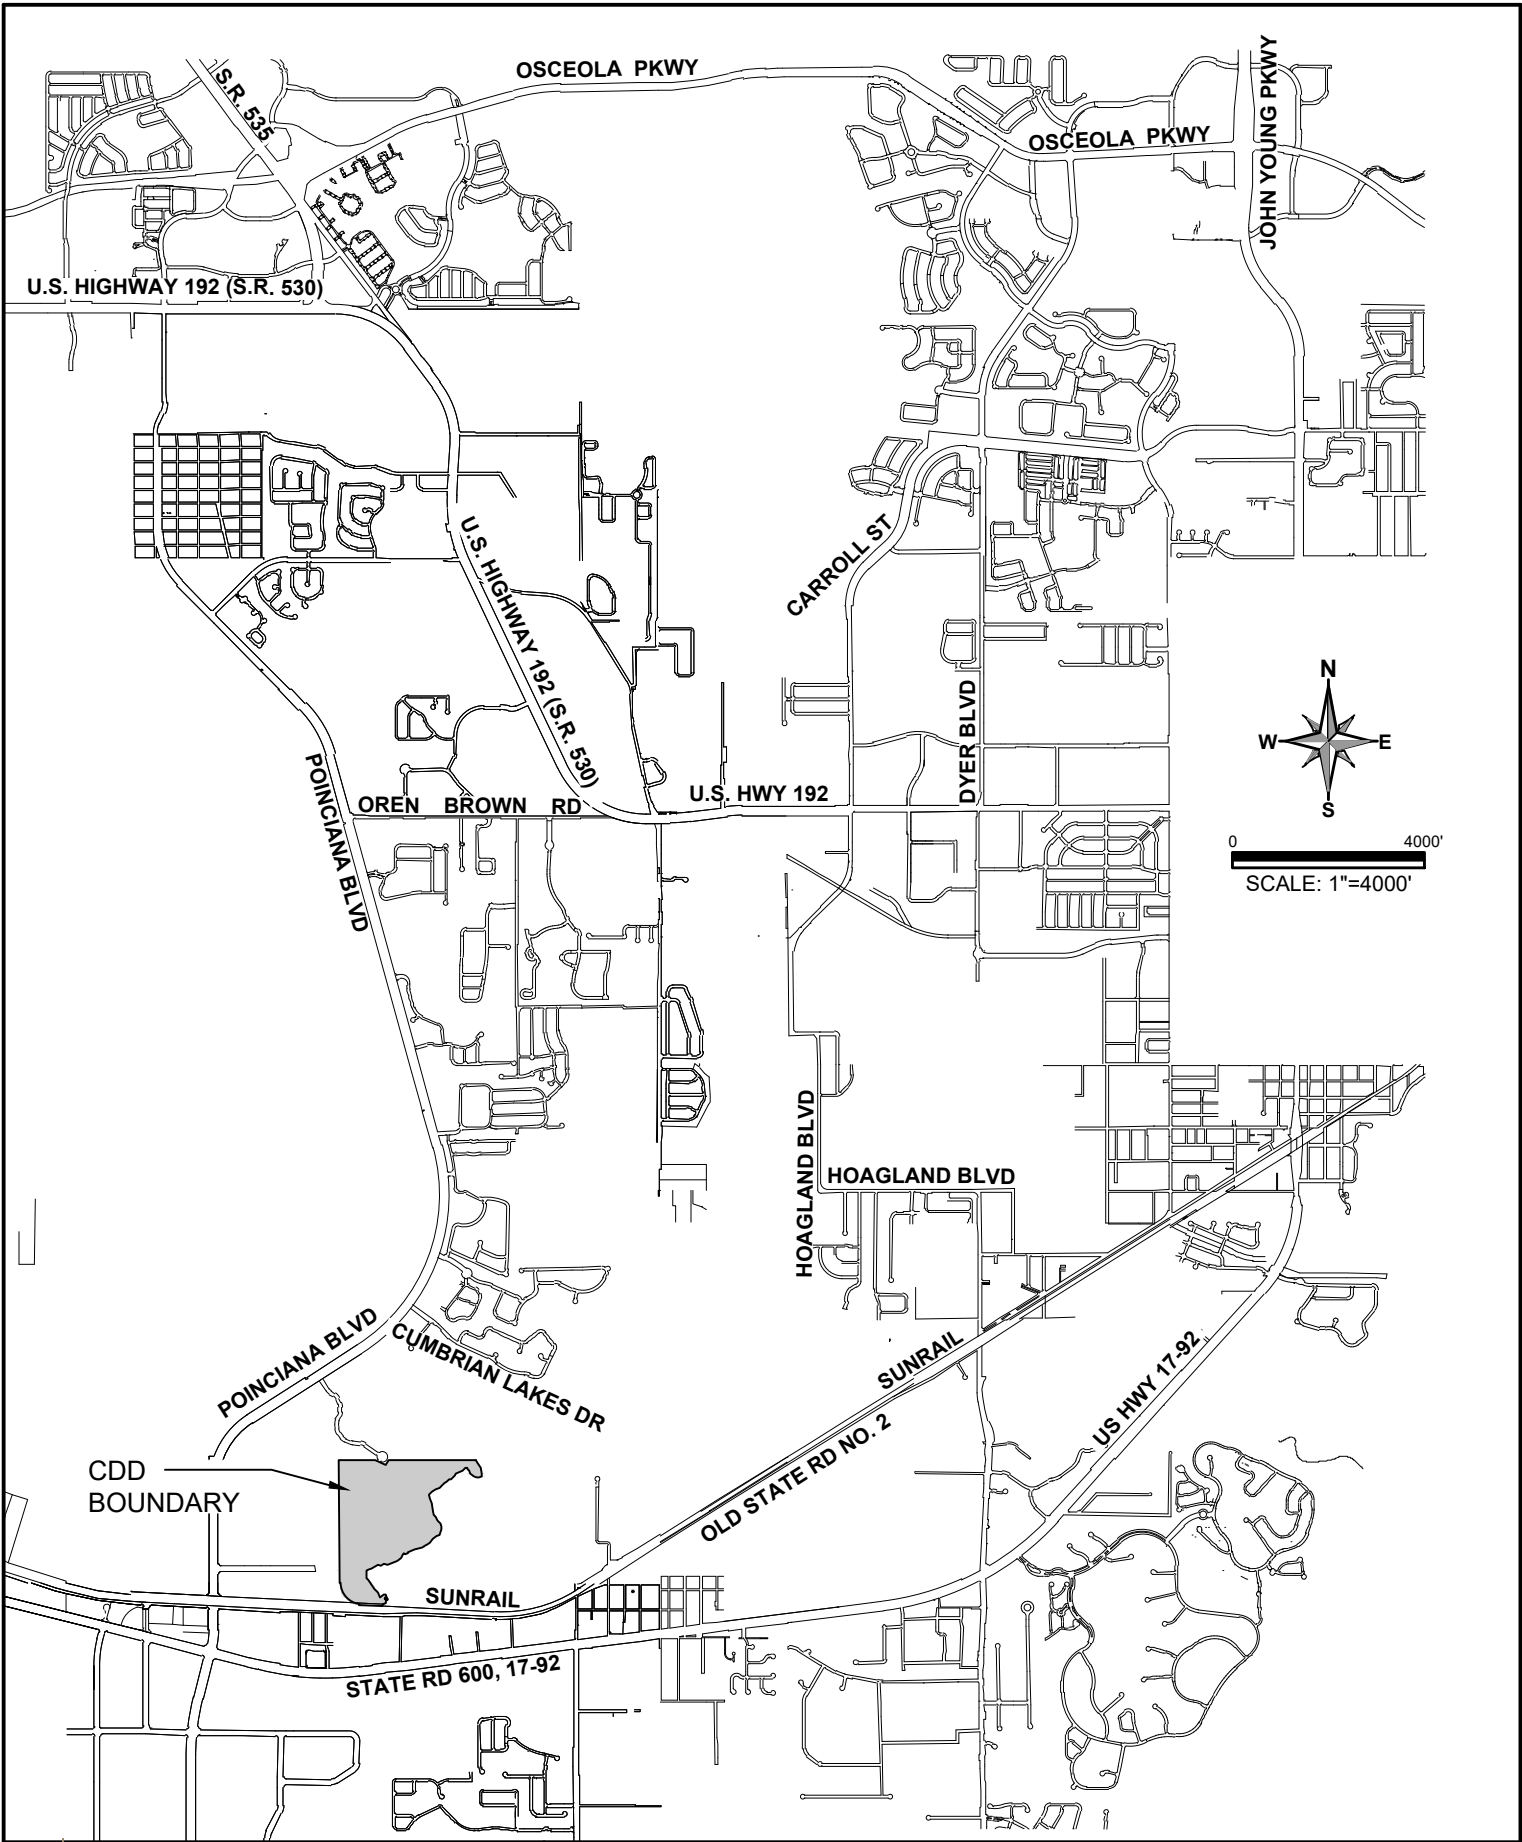 OSCEOLA PKWY
S.R. 535
JOHN YOUNG PKWY
OSCEOLA PKWY
U.S. HIGHWAY 192 (S.R. 530)
U.S. HIGHWAY 192 (S.R. 530)
CARROLL ST
N
W
E
S
DYER BLVD
POINCIANA BLVD
OREN BROWN RD
U.S. HWY 192
0
4000'
SCALE: 1"=4000'
HOAGLAND BLVD
HOAGLAND BLVD
POINCIANA BLVD
CUMBRIAN LAKES DR
SUNRAIL
US HWY 17-92
OLD STATE RD NO. 2
CDD
BOUNDARY
SUNRAIL
STATE RD 600, 17-92